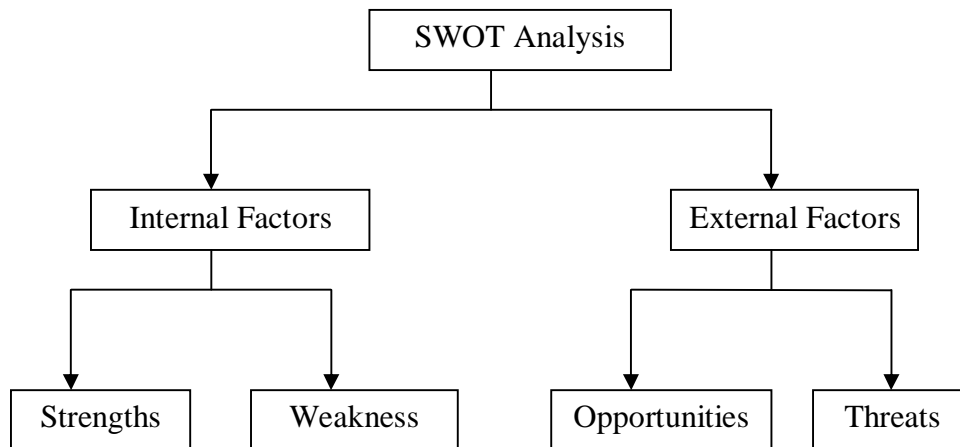 SWOT Analysis
Internal Factors
External Factors
Strengths
Weakness
Opportunities
Threats